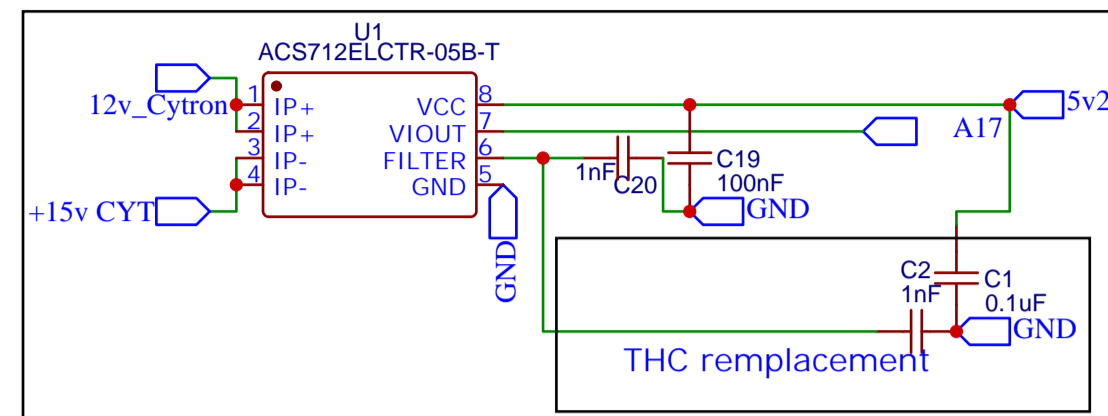 U1
ACS712ELCTR-05B-T
12v_Cytron
1 IP+ VCC 8
2 IP+ VIOUT 7
3 IP- FILTER 6
4 IP- GND 5
+15v CYT
5v2
A17
1nF
C20
C19
100nF
GND
GND
C2
1nF
C1
0.1uF
GND
THC remplacement